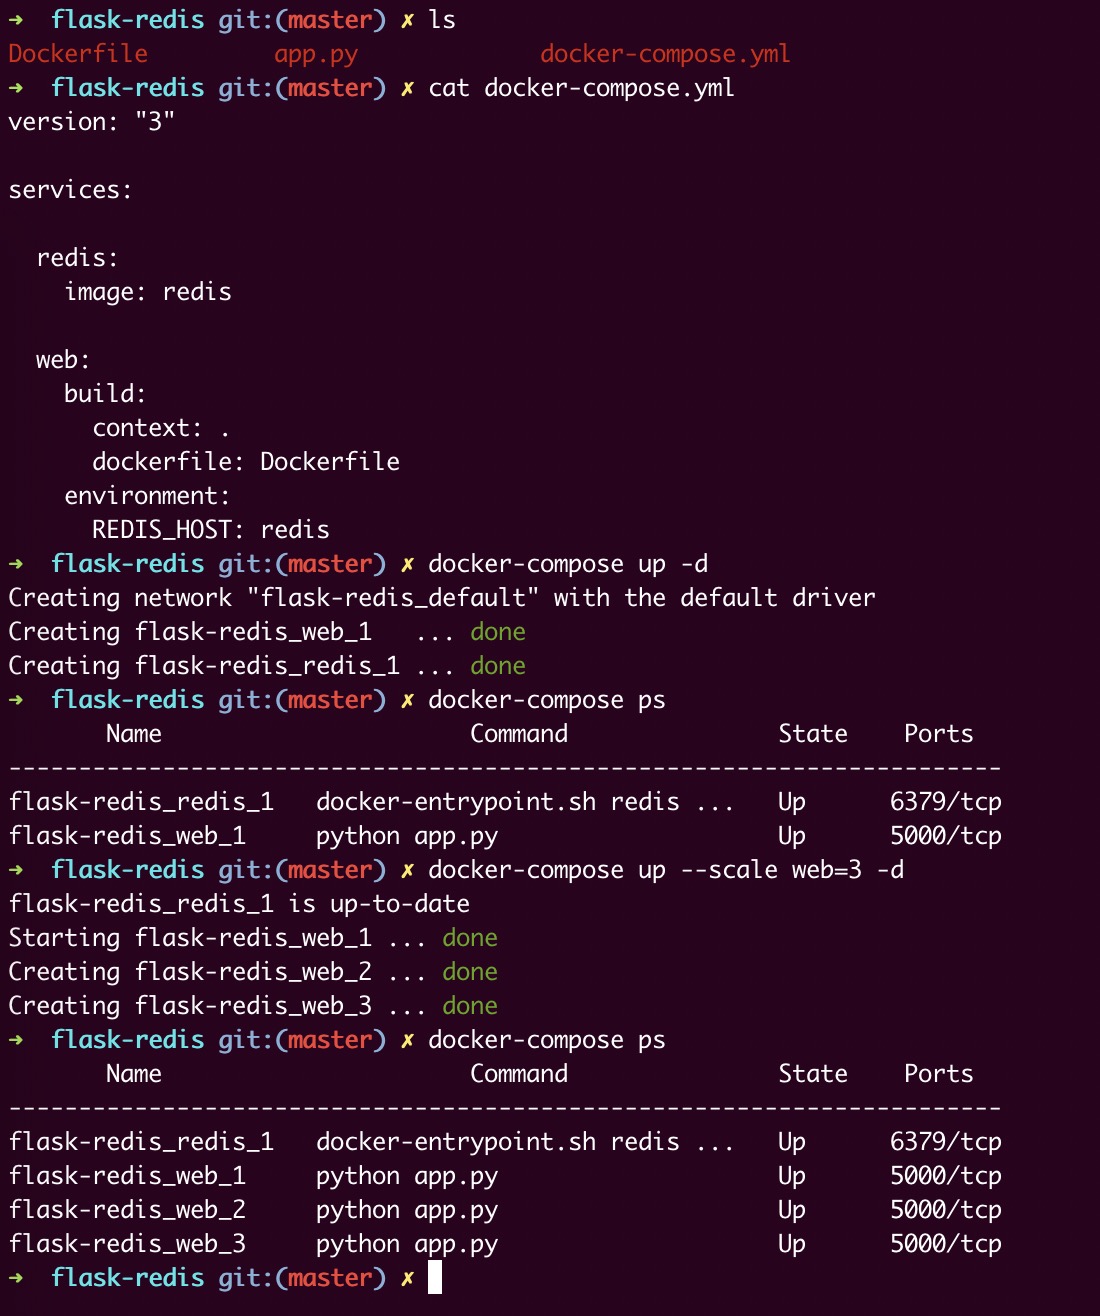 ➜  flask-redis git:(master) ✗ ls
Dockerfile         app.py             docker-compose.yml
➜  flask-redis git:(master) ✗ cat docker-compose.yml
version: "3"

services:

  redis:
    image: redis

  web:
    build:
      context: .
      dockerfile: Dockerfile
    environment:
      REDIS_HOST: redis
➜  flask-redis git:(master) ✗ docker-compose up -d
Creating network "flask-redis_default" with the default driver
Creating flask-redis_web_1   ... done
Creating flask-redis_redis_1 ... done
➜  flask-redis git:(master) ✗ docker-compose ps
       Name                      Command               State    Ports
-----------------------------------------------------------------------
flask-redis_redis_1   docker-entrypoint.sh redis ...   Up      6379/tcp
flask-redis_web_1     python app.py                    Up      5000/tcp
➜  flask-redis git:(master) ✗ docker-compose up --scale web=3 -d
flask-redis_redis_1 is up-to-date
Starting flask-redis_web_1 ... done
Creating flask-redis_web_2 ... done
Creating flask-redis_web_3 ... done
➜  flask-redis git:(master) ✗ docker-compose ps
       Name                      Command               State    Ports
-----------------------------------------------------------------------
flask-redis_redis_1   docker-entrypoint.sh redis ...   Up      6379/tcp
flask-redis_web_1     python app.py                    Up      5000/tcp
flask-redis_web_2     python app.py                    Up      5000/tcp
flask-redis_web_3     python app.py                    Up      5000/tcp
➜  flask-redis git:(master) ✗